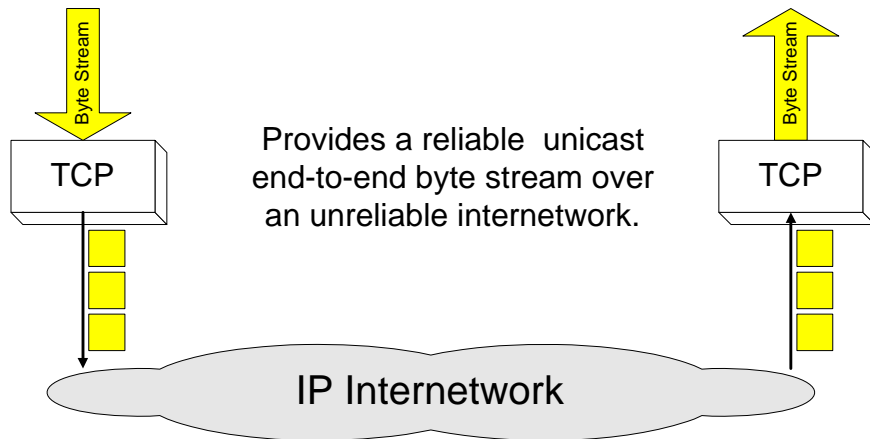 Byte Stream
Byte Stream
TCP
TCP
Provides a reliable  unicast
end-to-end byte stream over
an unreliable internetwork.
IP Internetwork